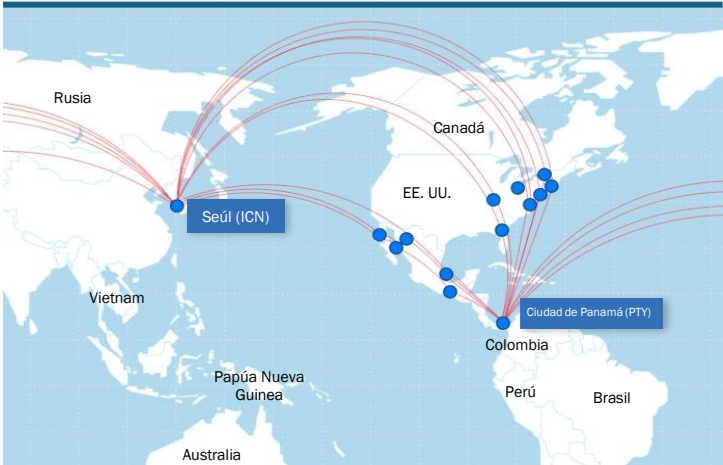 Rusia
Canadá
EE. UU.
Seúl (ICN)
Vietnam
Ciudad de Panamá (PTY)
Colombia
Papúa Nueva
Guinea
Perú
Brasil
Australia